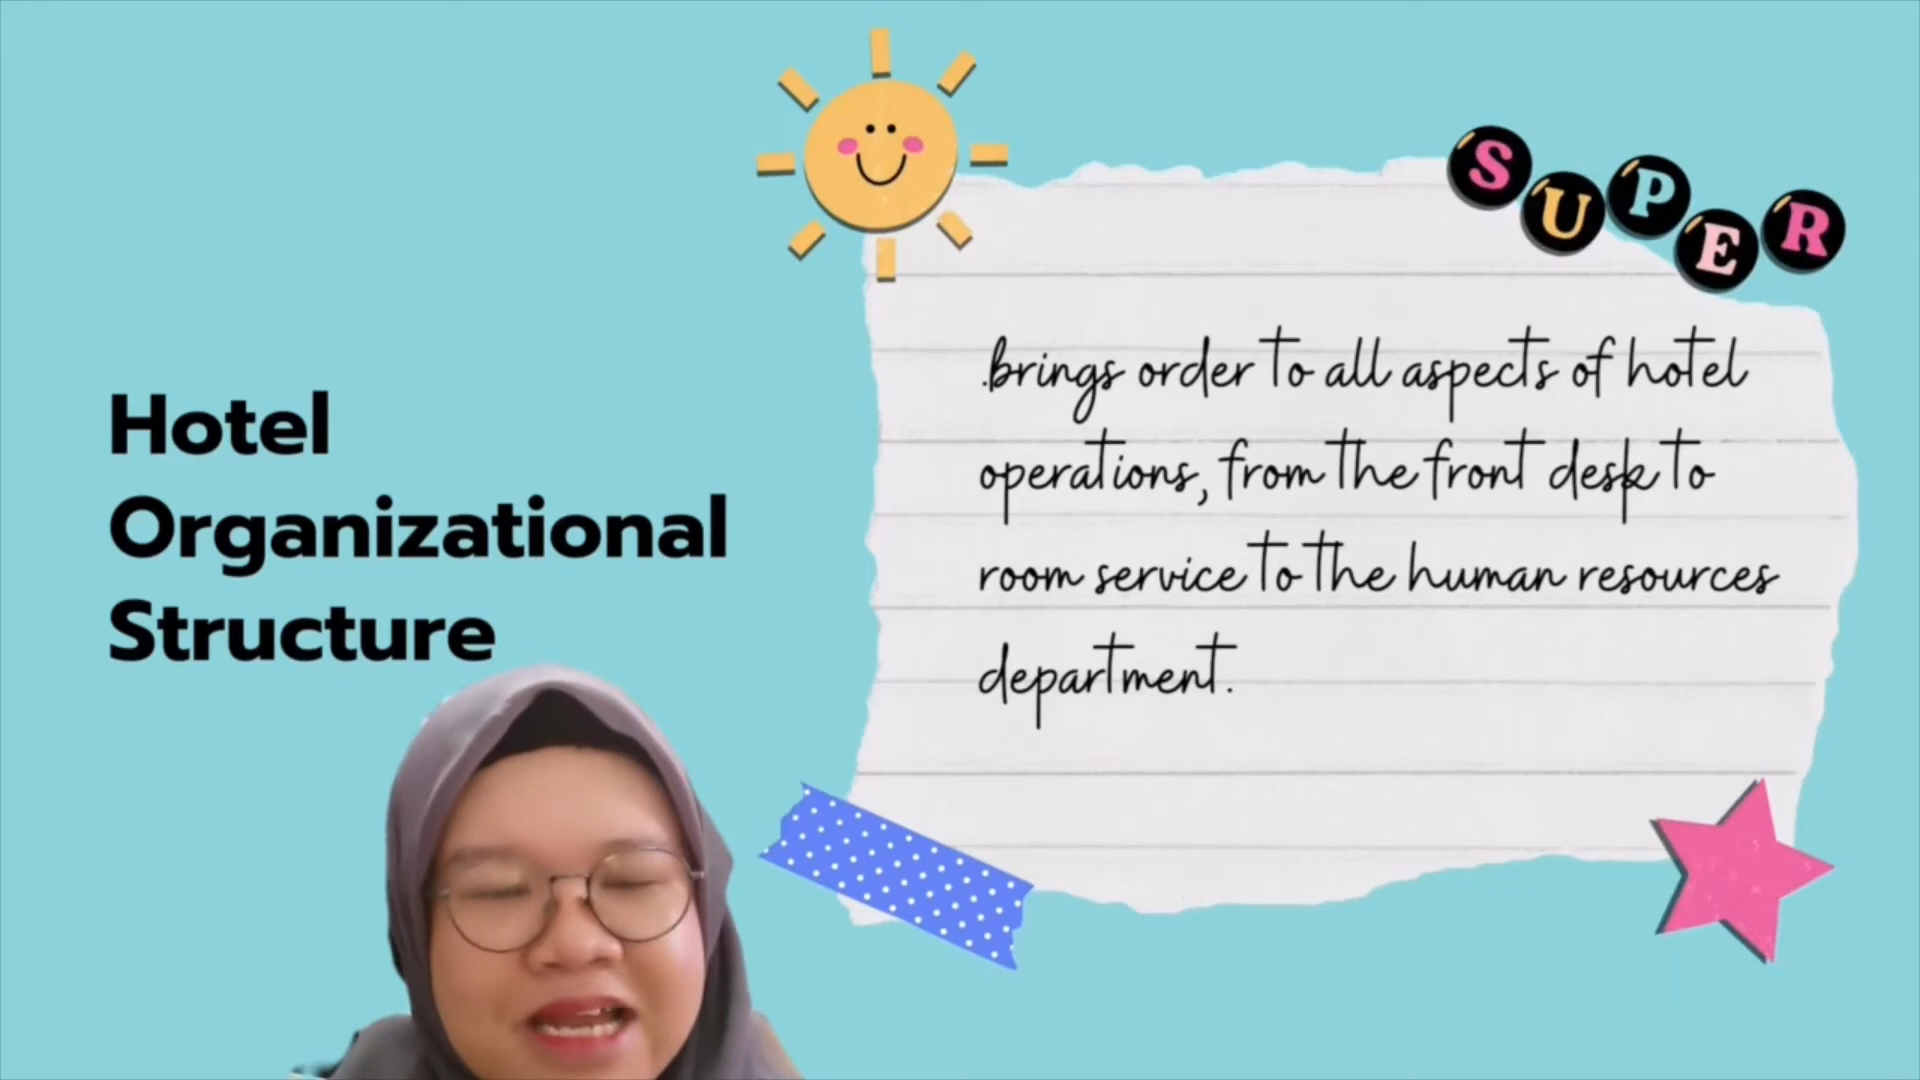 Hotel
Organizational
Structure
SUPER
.brings order to all aspects of hotel
operations, from the front desk to
room service to the human resources
department.